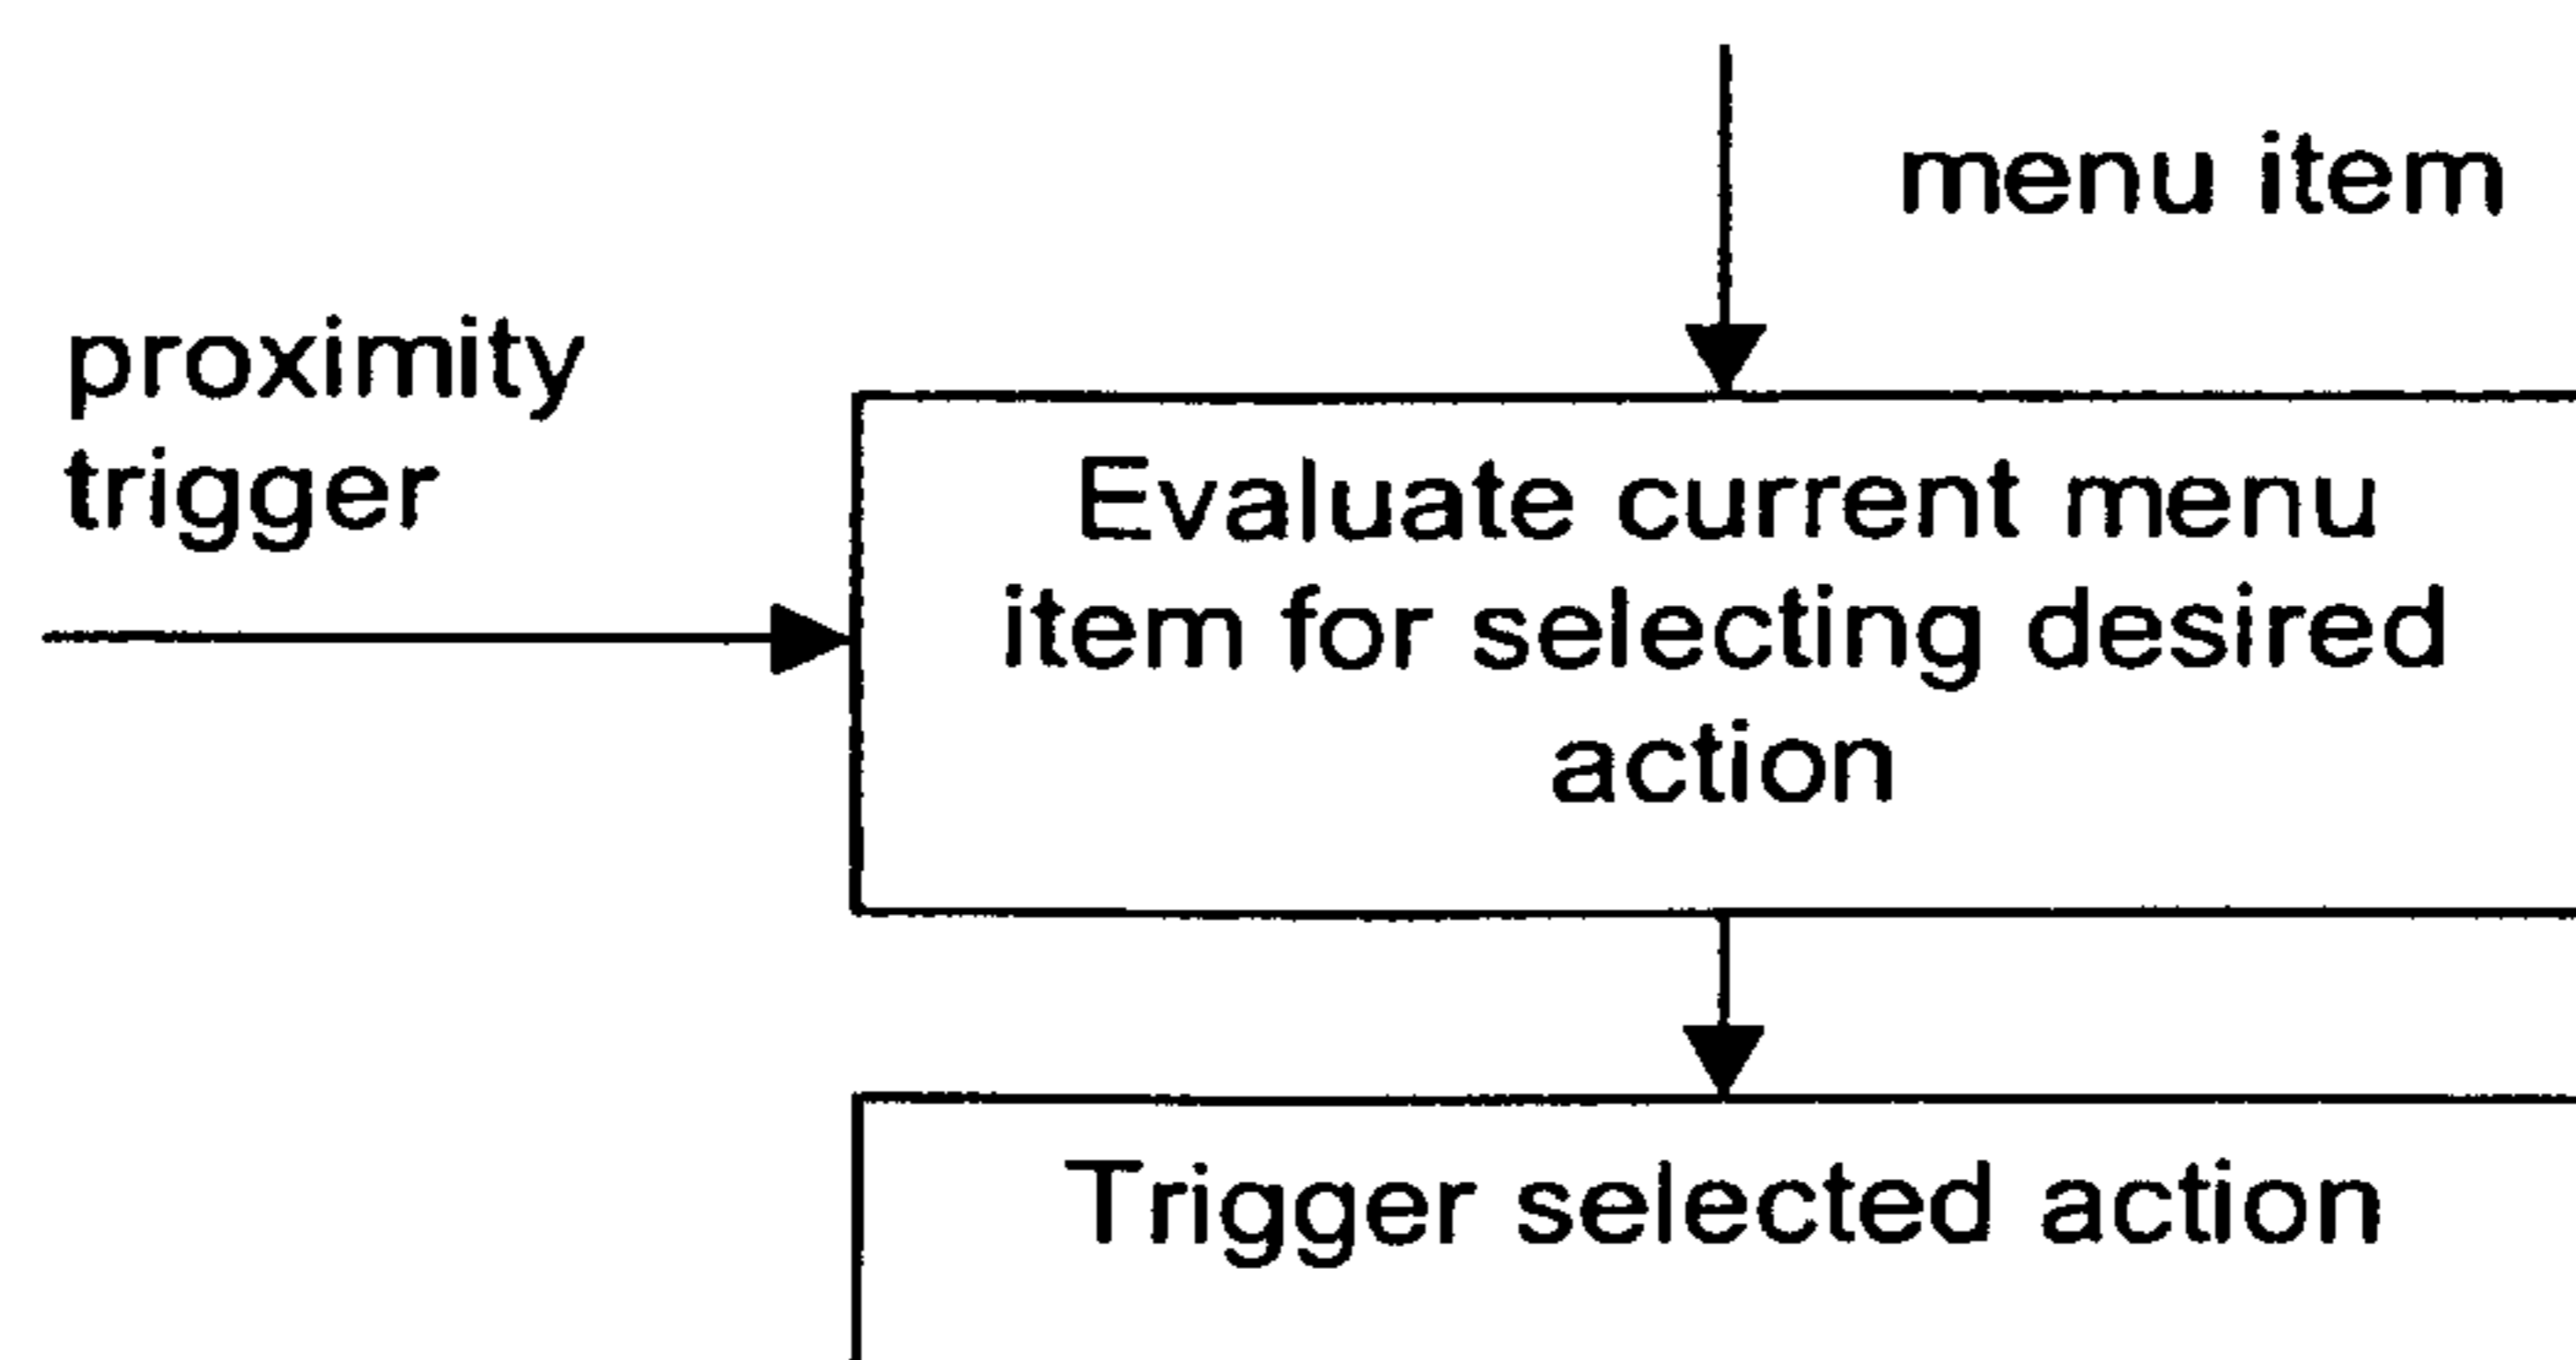 menu item
proximity
trigger
Evaluate current menu
item for selecting desired
action
Trigger selected action